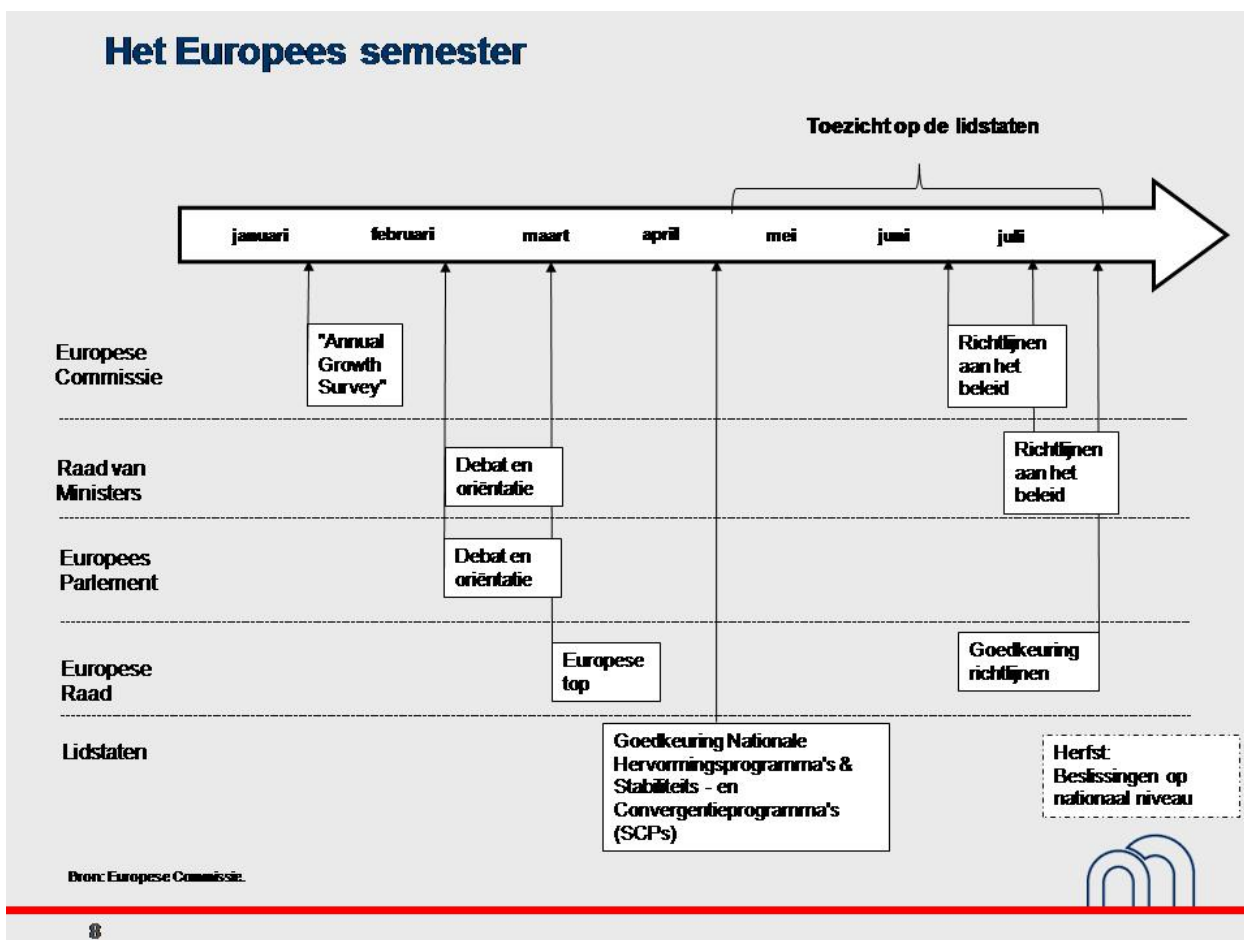 Het Europees semester
Toezicht op de lidstaten
januari februari maart april mei juni juli
Europese
Commissie
"Annual
Growth
Survey"
Richtlijnen
aan het
beleid
Raad van
Ministers
Debat en
oriëntatie
Richtlijnen
aan het
beleid
Europees
Parlement
Debat en
oriëntatie
Europese
Raad
Europese
top
Goedkeuring
richtlijnen
Lidstaten
Goedkeuring Nationale
Hervormingsprogramma's &
Stabiliteits - en
Convergentieprogramma's
(SCPs)
Herfst:
Beslissingen op
nationaal niveau
Bron: Europese Commissie.
8